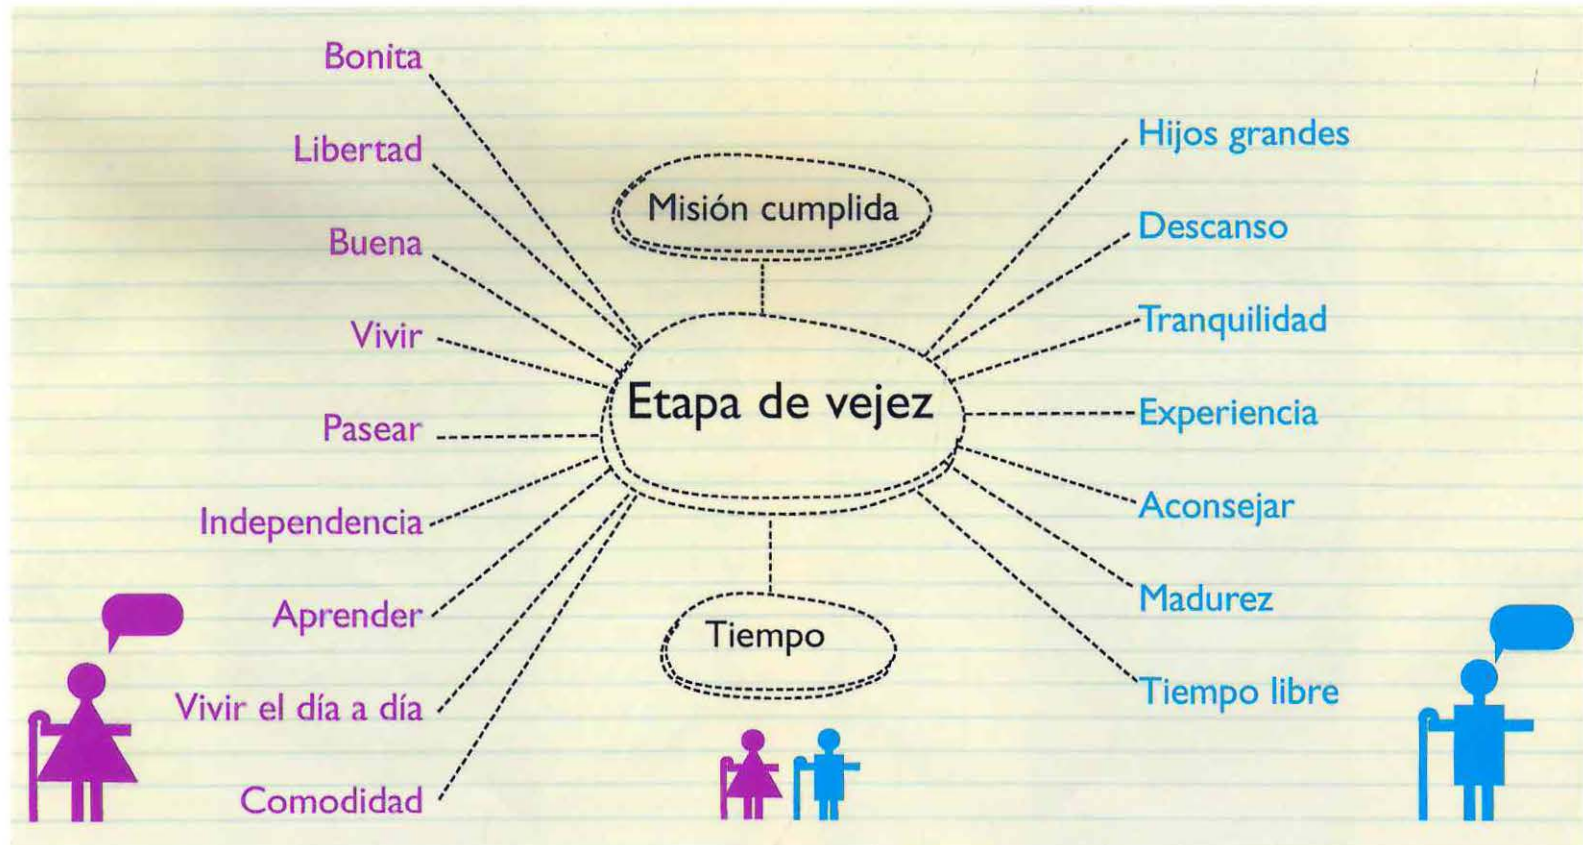 Bonita
Libertad
Buena
Vivir
Pasear
Independencia
Aprender
Vivir el día a día
Comodidad
Misión cumplida
Etapa de vejez
Tiempo
Hijos grandes
Descanso
Tranquilidad
Experiencia
Aconsejar
Madurez
Tiempo libre